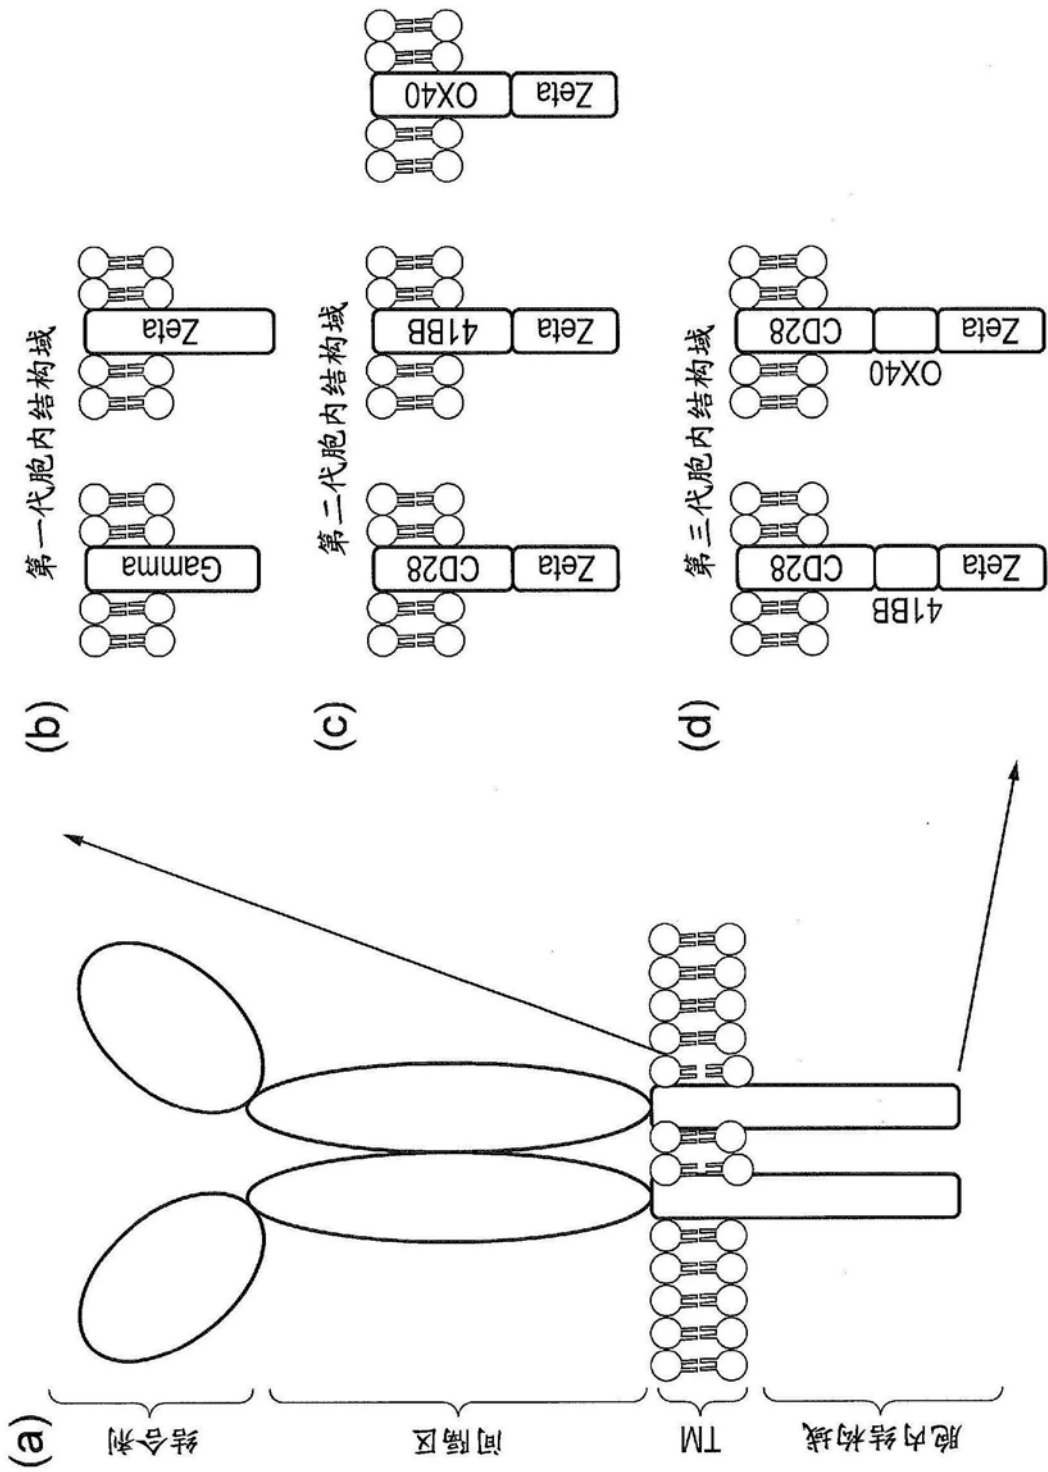 (a)
结合剂
间隔区
TM
胞内结构域
(b)
第一代胞内结构域
Gamma
Zeta
(c)
第二代胞内结构域
CD28
Zeta
41BB
Zeta
OX40
Zeta
(d)
第三代胞内结构域
CD28
41BB
Zeta
CD28
OX40
Zeta